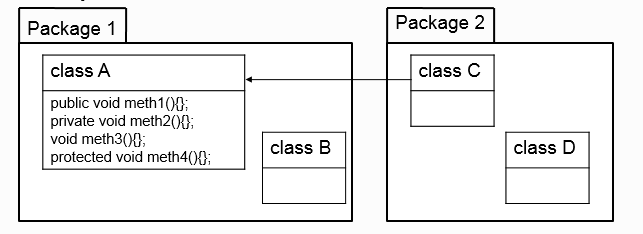 Package 1
Package 2
class A
class C
public void meth1(){};
private void meth2(){};
void meth3(){};
protected void meth4(){};
class B
class D